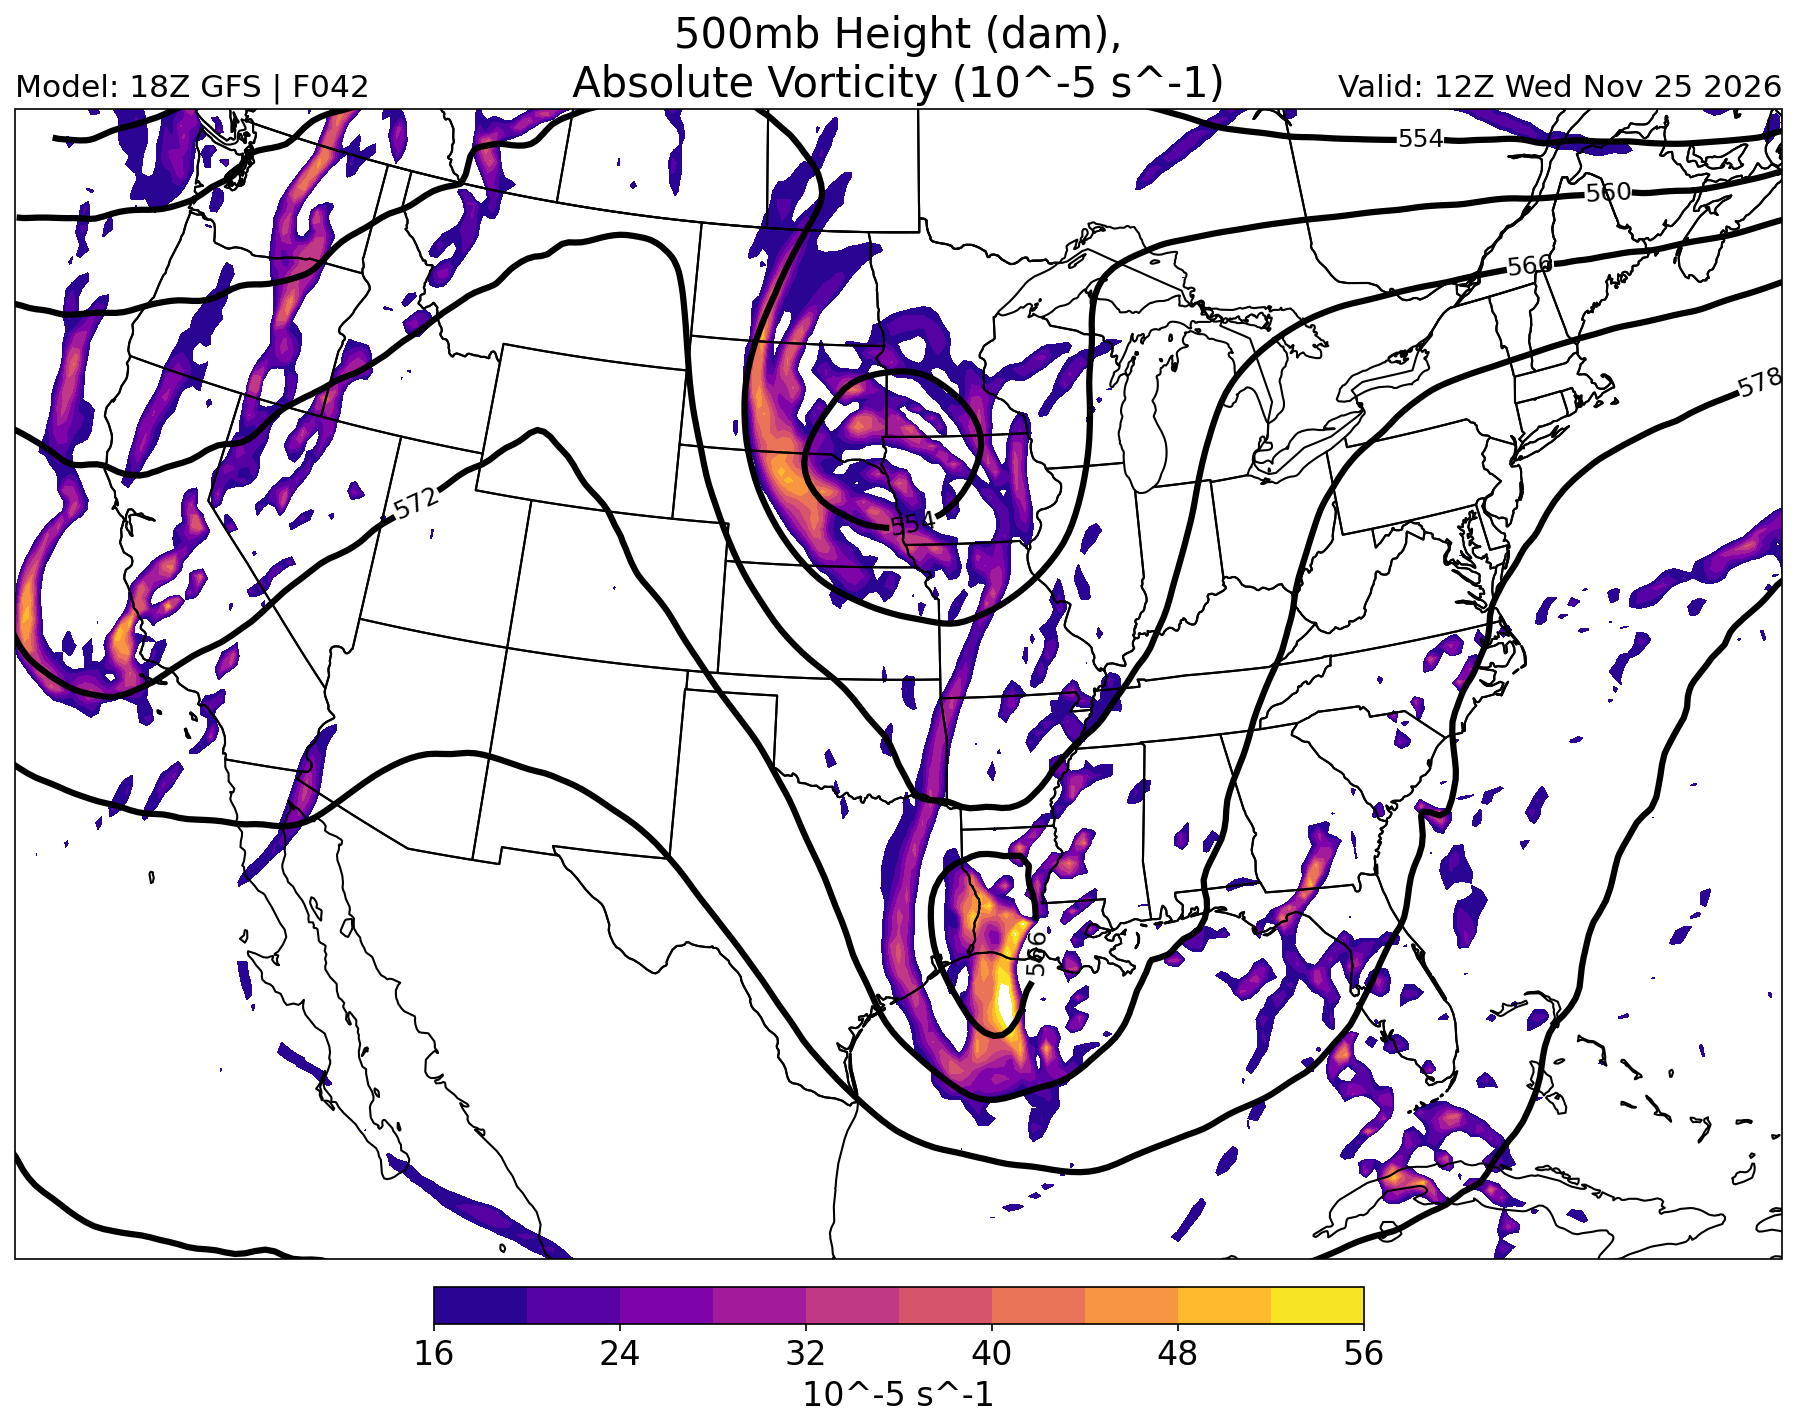 500mb Height (dam),
Model: 18Z GFS | F042
Absolute Vorticity (10^-5 s^-1)
Valid: 12Z Wed Nov 25 2026
554
560
566
578
572
554
566
16
24
32
40
48
56
10^-5 s^-1